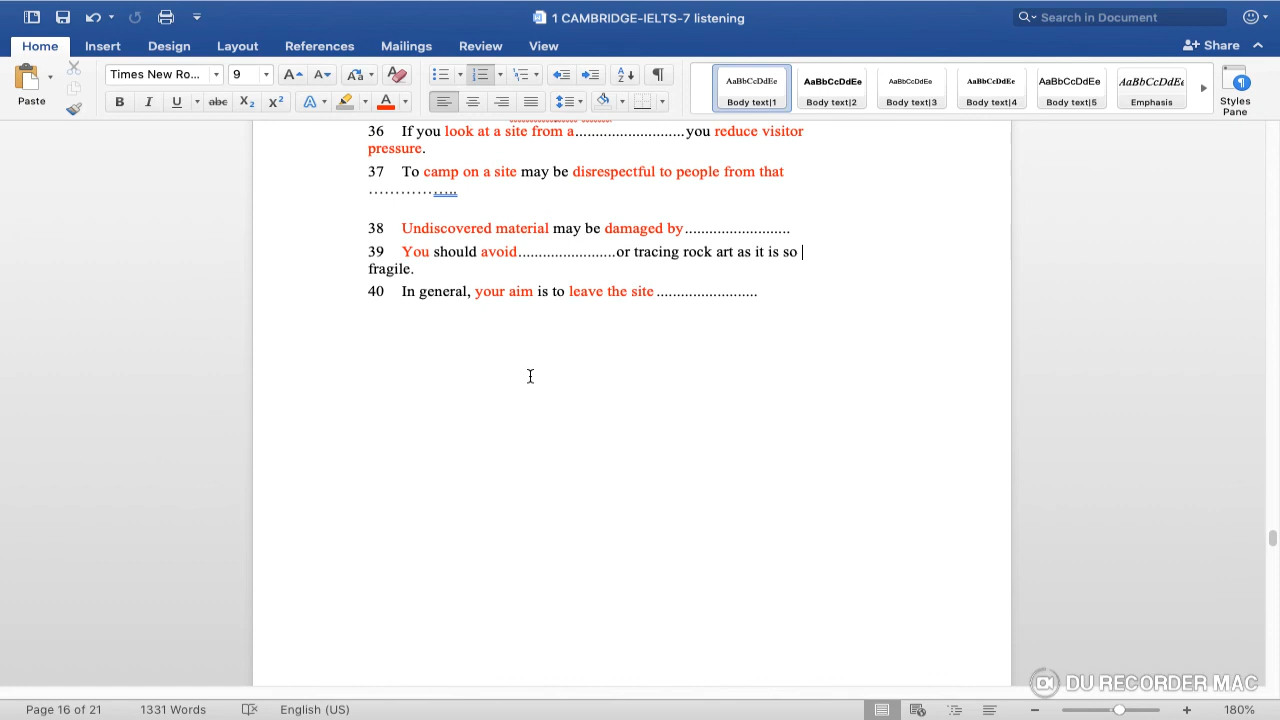 1 CAMBRIDGE-IELTS-7 listening
Search in Document
Home Insert Design Layout References Mailings Review View
Share
Paste
Times New Ro...
9
AaBbCcDdEe AaBbCcDdEe AaBbCcDdEe AaBbCcDdEe AaBbCcDdEe AaBbCcDdEe
Body text|1 Body text|2 Body text|3 Body text|4 Body text|5 Emphasis
Styles
Pane
36 If you look at a site from a...........................you reduce visitor
pressure.
37 To camp on a site may be disrespectful to people from that
………………..
38 Undiscovered material may be damaged by..........................
39 You should avoid........................or tracing rock art as it is so
fragile.
40 In general, your aim is to leave the site .........................
DU RECORDER MAC
Page 16 of 21
1331 Words
English (US)
180%